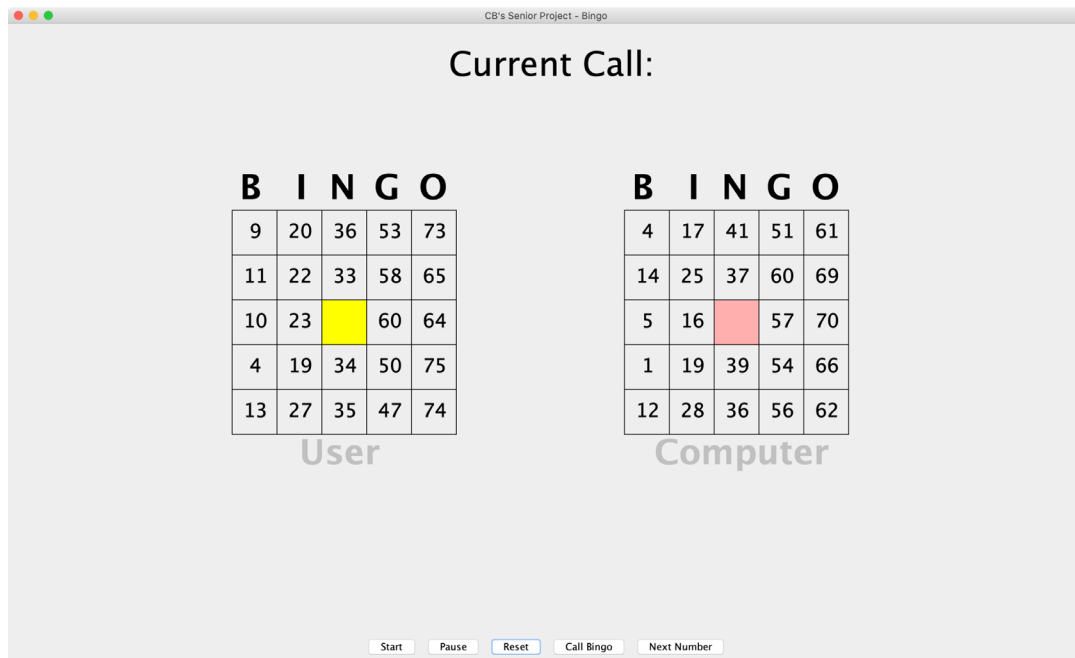 CB's Senior Project - Bingo
Current Call:
B I N G O
9 20 36 53 73
11 22 33 58 65
10 23 60 64
4 19 34 50 75
13 27 35 47 74
User
B I N G O
4 17 41 51 61
14 25 37 60 69
5 16 57 70
1 19 39 54 66
12 28 36 56 62
Computer
Start Pause Reset Call Bingo Next Number